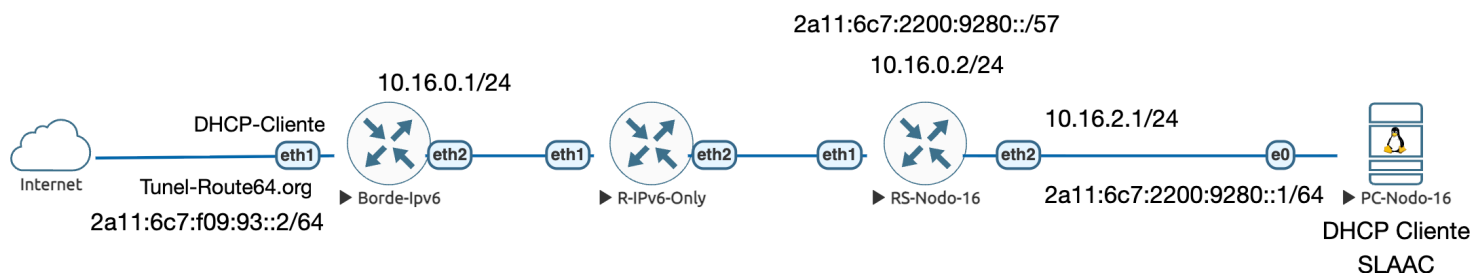 2a11:6c7:2200:9280::/57
10.16.0.2/24
10.16.0.1/24
10.16.2.1/24
DHCP-Cliente
eth1
eth2
eth1
eth2
eth1
eth2
e0
Internet
Tunel-Route64.org
Borde-Ipv6
R-IPv6-Only
RS-Nodo-16
2a11:6c7:2200:9280::1/64
PC-Nodo-16
2a11:6c7:f09:93::2/64
DHCP Cliente
SLAAC